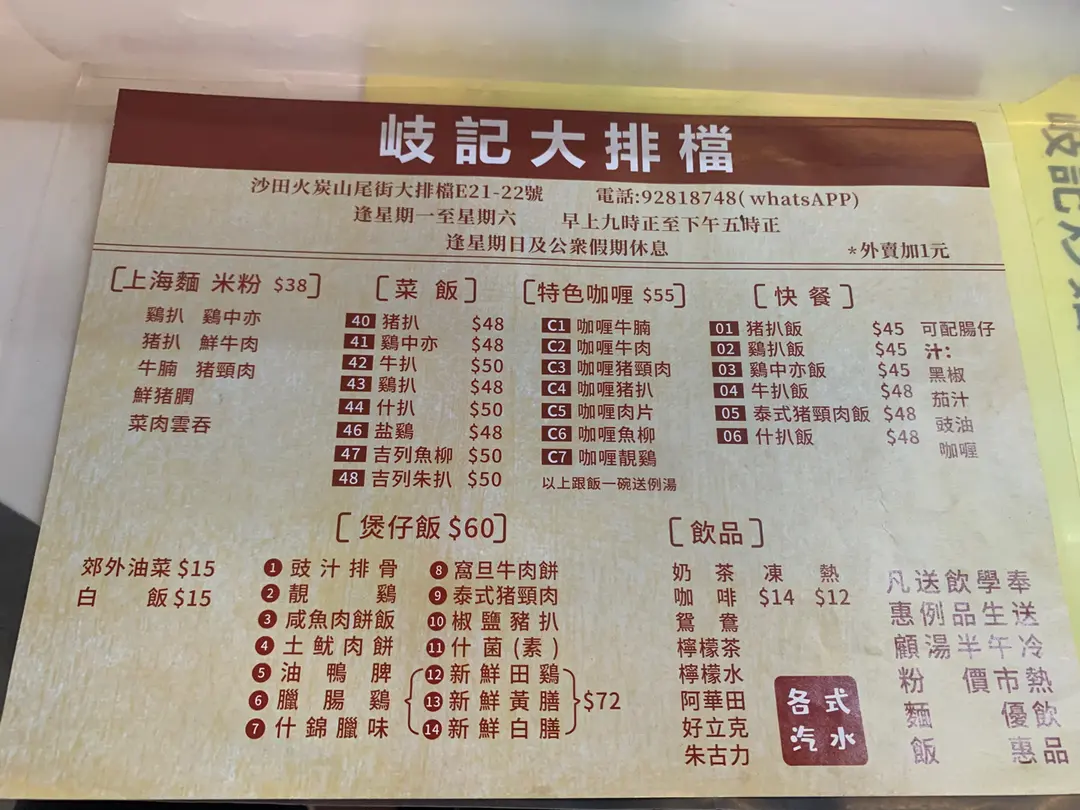 岐記大排檔
沙田火炭山尾街大排檔E21-22號 電話:92818748( whatsAPP)
逢星期一至星期六 早上九時正至下午五時正
逢星期日及公眾假期休息
*外賣加1元
[上海麵 米粉 $38]
鷄扒 鷄中亦
猪扒 鮮牛肉
牛腩 猪頸肉
鮮猪膶
菜肉雲吞
[菜 飯]
40 猪扒 $48
41 鷄中亦 $48
42 牛扒 $50
43 鷄扒 $48
44 什扒 $50
46 盐鷄 $48
47 吉列魚柳 $50
48 吉列朱扒 $50
[特色咖喱 $55]
C1 咖喱牛腩
C2 咖喱牛肉
C3 咖喱猪頸肉
C4 咖喱猪扒
C5 咖喱肉片
C6 咖喱魚柳
C7 咖喱靚鷄
以上跟飯一碗送例湯
[快 餐]
01 猪扒飯 $45
02 鷄扒飯 $45
03 鷄中亦飯 $45
04 牛扒飯 $48
05 泰式猪頸肉飯 $48
06 什扒飯 $48
可配腸仔
汁:
黑椒
茄汁
豉油
咖喱
[煲仔飯 $60]
郊外油菜 $15
白 飯 $15
1 豉汁排骨
2 靚 鷄
3 咸魚肉餅飯
4 土鱿肉餅
5 油鴨脾
6 臘腸鷄
7 什錦臘味
8 窩旦牛肉餅
9 泰式猪頸肉
10 椒鹽豬扒
11 什菌(素)
12 新鮮田鷄
13 新鮮黃膳
14 新鮮白膳
$72
[飲品]
奶茶 凍 熱
咖啡 $14 $12
鴛鴦
檸檬茶
檸檬水
阿華田
好立克
朱古力
各式
汽水
凡送飲學奉
惠例品生送
顧湯半午冷
粉 價市熱
麵 優飲
飯 惠品